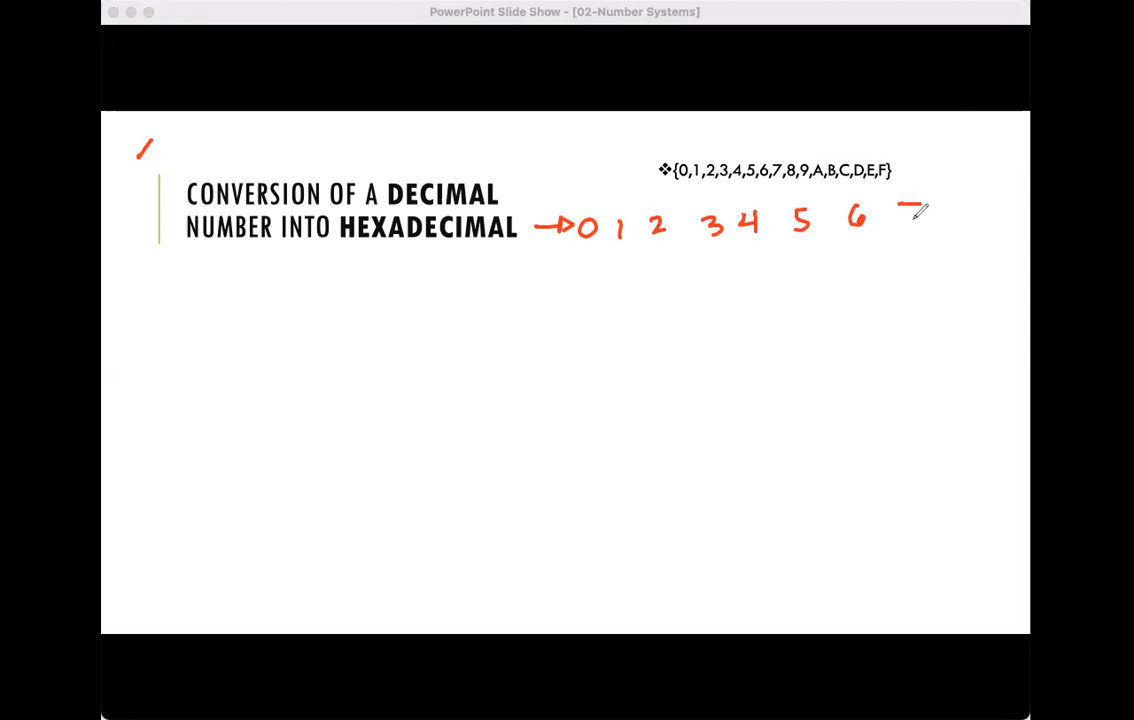 PowerPoint Slide Show - [02-Number Systems]
❖{0,1,2,3,4,5,6,7,8,9,A,B,C,D,E,F}
CONVERSION OF A DECIMAL
NUMBER INTO HEXADECIMAL → 0 1 2 3 4 5 6